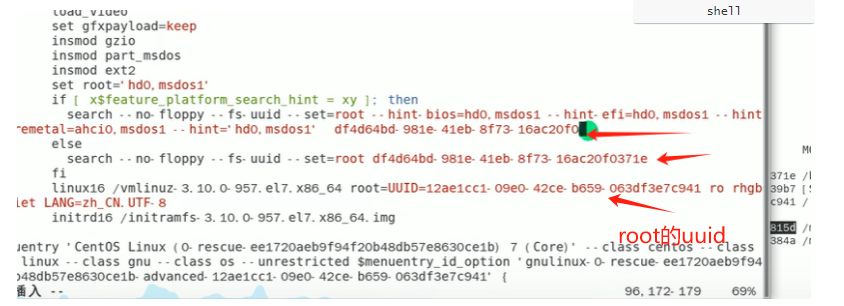 shell
load_video
set gfxpayload=keep
insmod gzio
insmod part_msdos
insmod ext2
set root='hd0,msdos1'
if [ x$feature_platform_search_hint = xy ]; then
search --no-floppy --fs-uuid --set=root --hint-bios=hd0,msdos1 --hint-efi=hd0,msdos1 --hint
remetal=ahci0,msdos1 --hint='hd0,msdos1' df4d64bd-981e-41eb-8f73-16ac20f0
else
search --no-floppy --fs-uuid --set=root df4d64bd-981e-41eb-8f73-16ac20f0371e
fi
linux16 /vmlinuz-3.10.0-957.el7.x86_64 root=UUID=12ae1cc1-09e0-42ce-b659-063df3e7c941 ro rhgb
iet LANG=zh_CN.UTF-8
initrd16 /initramfs-3.10.0-957.el7.x86_64.img
root的uuid
uentry 'CentOS Linux (0-rescue-ee1720aeb9f94f20b48db57e8630ce1b) 7 (Core)' --class centos --class
linux --class gnu --class os --unrestricted $menuentry_id_option 'gnulinux-0-rescue-ee1720aeb9f94
0b48db57e8630ce1b-advanced-12ae1cc1-09e0-42ce-b659-063df3e7c941' {
插入 --
96,172-179 69%
MO
371e /b
39b7 [S
c941 /
815d /n
384a /m